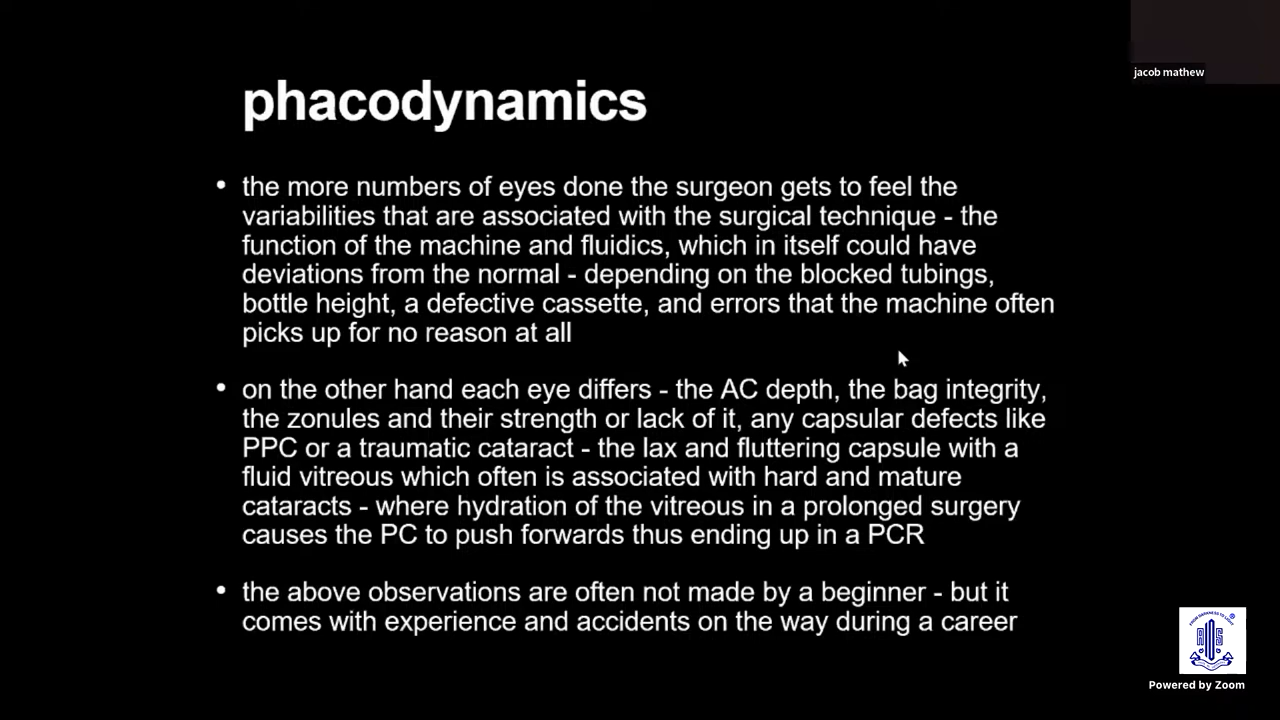 jacob mathew
phacodynamics
• the more numbers of eyes done the surgeon gets to feel the
variabilities that are associated with the surgical technique - the
function of the machine and fluidics, which in itself could have
deviations from the normal - depending on the blocked tubings,
bottle height, a defective cassette, and errors that the machine often
picks up for no reason at all
• on the other hand each eye differs - the AC depth, the bag integrity,
the zonules and their strength or lack of it, any capsular defects like
PPC or a traumatic cataract - the lax and fluttering capsule with a
fluid vitreous which often is associated with hard and mature
cataracts - where hydration of the vitreous in a prolonged surgery
causes the PC to push forwards thus ending up in a PCR
• the above observations are often not made by a beginner - but it
comes with experience and accidents on the way during a career
Powered by Zoom